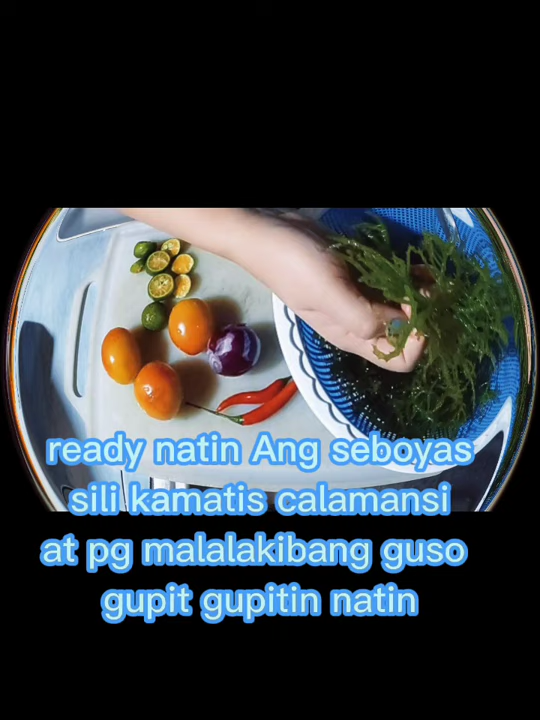 ready natin Ang seboyas
sili kamatis calamansi
at pg malalakibang guso
gupit gupitin natin